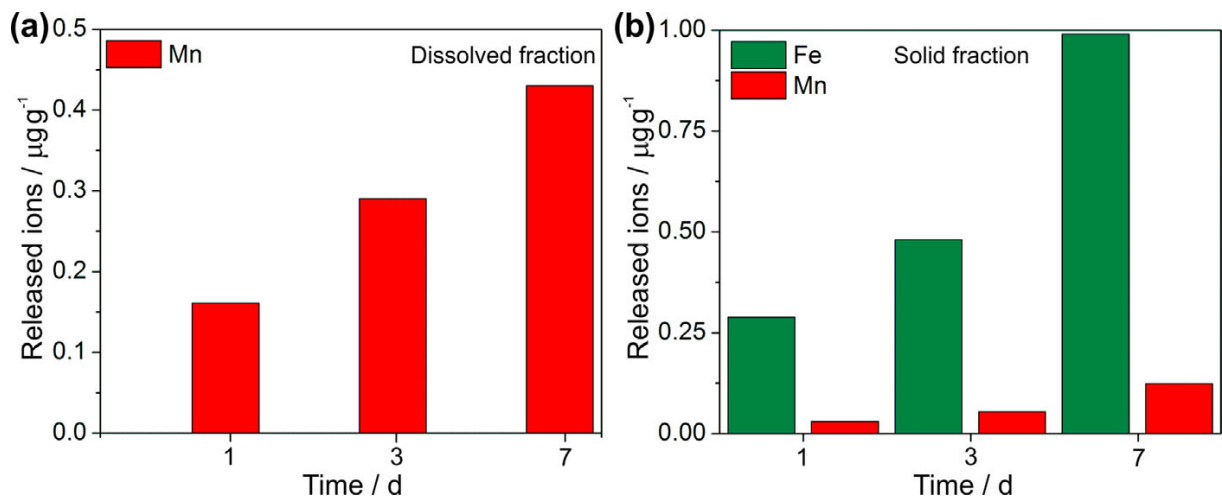 (a)
0.5
0.4
0.3
0.2
0.1
0.0
Released ions / µgg⁻¹
Mn
Dissolved fraction
1 3 7
Time / d
(b)
1.00
0.75
0.50
0.25
0.00
Released ions / µgg⁻¹
Fe
Mn
Solid fraction
1 3 7
Time / d